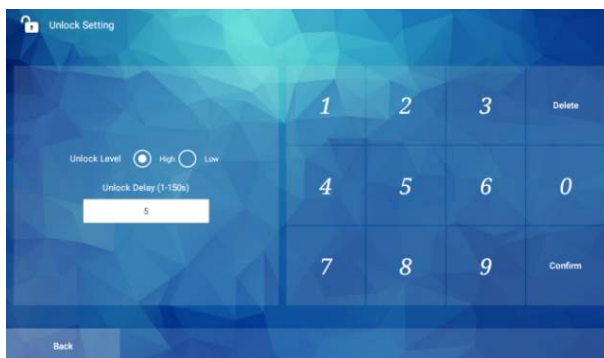 Unlock Setting
Unlock Level High Low
Unlock Delay (1-150s)
5
1 2 3 Delete
4 5 6 0
7 8 9 Confirm
Back